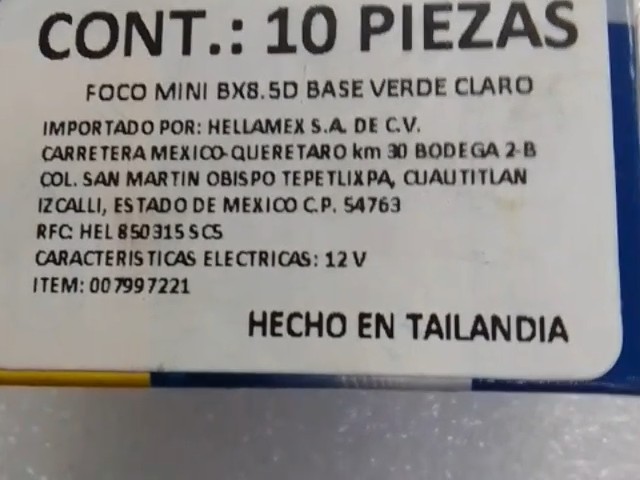 CONT.: 10 PIEZAS
FOCO MINI BX8.5D BASE VERDE CLARO
IMPORTADO POR: HELLAMEX S.A. DE C.V.
CARRETERA MEXICO-QUERETARO km 30 BODEGA 2-B
COL. SAN MARTIN OBISPO TEPETLIXPA, CUAUTITLAN
IZCALLI, ESTADO DE MEXICO C.P. 54763
RFC: HEL 850315 SC5
CARACTERISTICAS ELECTRICAS: 12 V
ITEM: 007997221
HECHO EN TAILANDIA